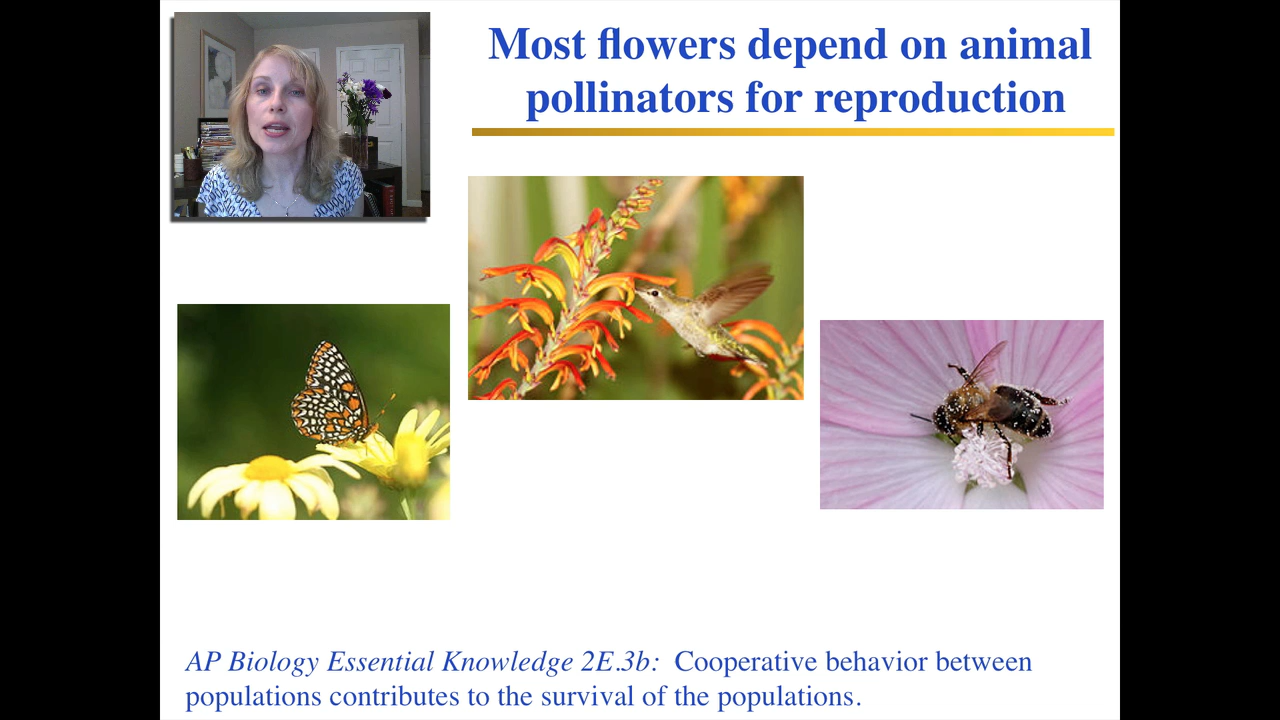 Most flowers depend on animal
pollinators for reproduction
AP Biology Essential Knowledge 2E.3b: Cooperative behavior between
populations contributes to the survival of the populations.